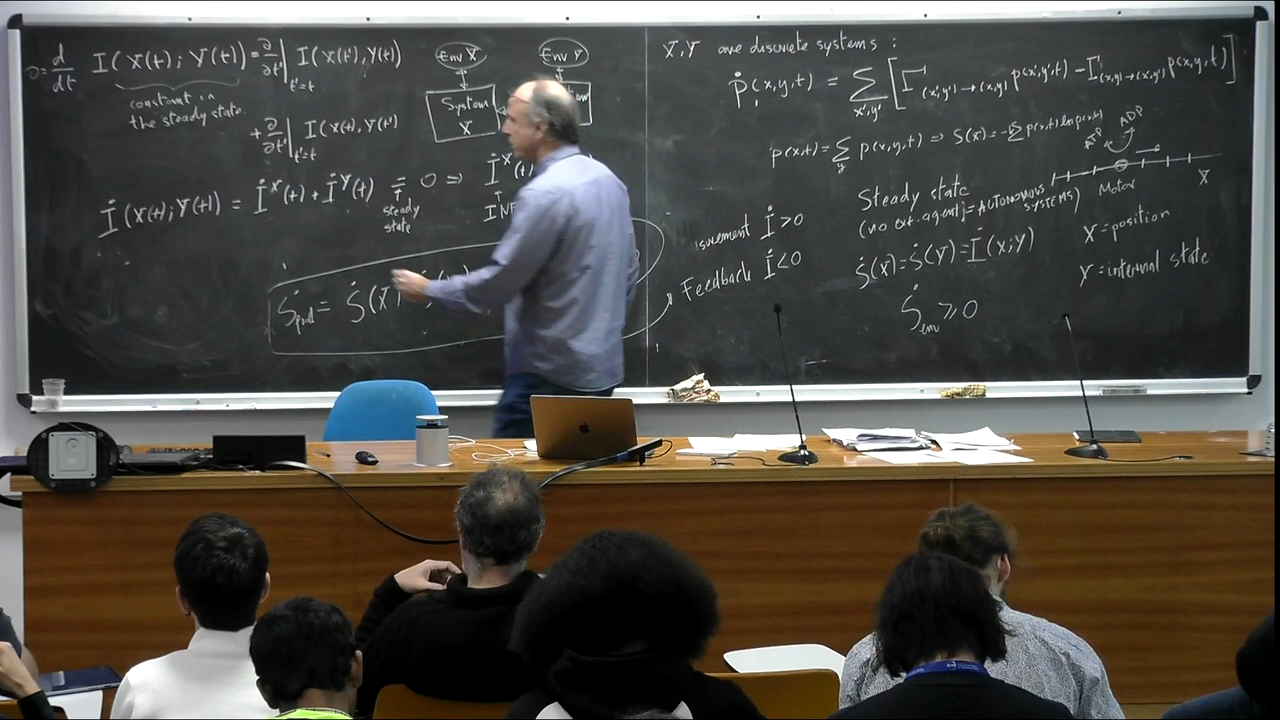 0= d/dt I(X(t); Y(t)) = ∂/∂t'|_{t'=t} I(X(t'), Y(t))
constant in
the steady state
+ ∂/∂t'|_{t'=t} I(X(t), Y(t'))
İ(X(t); Y(t)) = İ^X(t) + İ^Y(t) = 0 ⇒ İ^X(t)
steady
state
Ṡ_prod = Ṡ(X)
Env X
Env Y
System
X
X, Y are discrete systems :
ṗ(x,y,t) = Σ_{x',y'} [Γ_{(x',y')→(x,y)} p(x',y',t) - Γ_{(x,y)→(x',y')} p(x,y,t)]
p(x,t) = Σ_y p(x,y,t) ⇒ S(X) = -Σ p(x,t) ln p(x,t)
ATP ADP
Motor
X
Steady state
(no ext. agent) = AUTONOMOUS
SYSTEMS)
Ṡ(X) = Ṡ(Y) = İ(X;Y)
Ṡ_env ≥ 0
X = position
Y = internal state
İ > 0
Feedback İ < 0